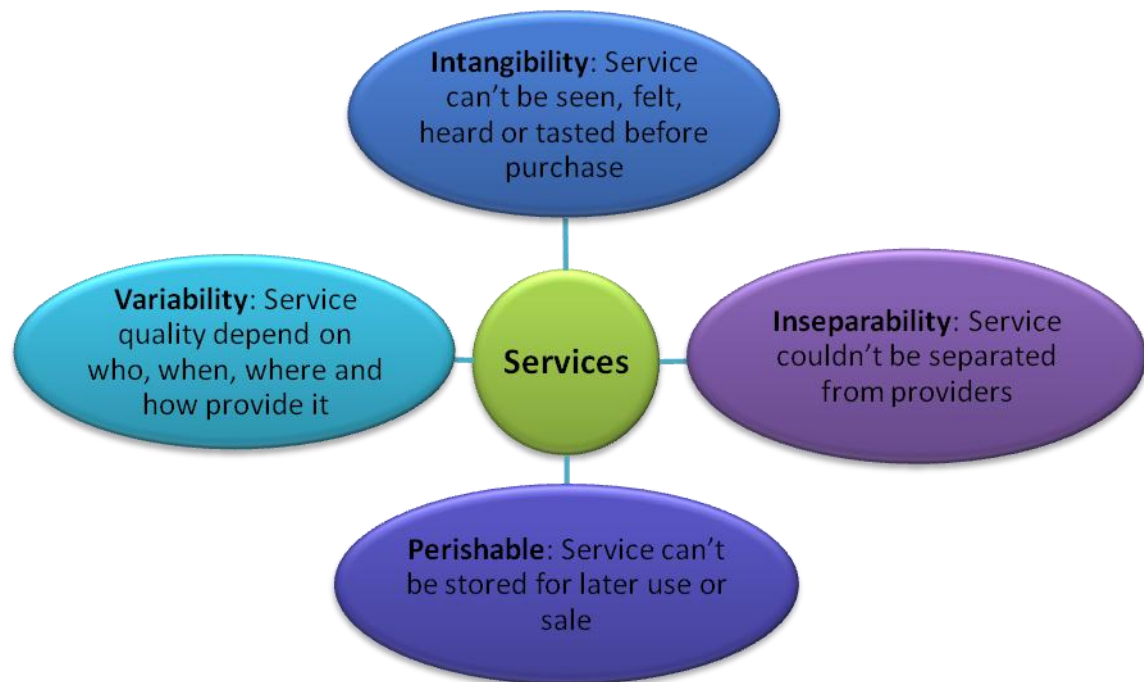 Intangibility: Service
can’t be seen, felt,
heard or tasted before
purchase
Variability: Service
quality depend on
who, when, where and
how provide it
Services
Inseparability: Service
couldn’t be separated
from providers
Perishable: Service can’t
be stored for later use or
sale